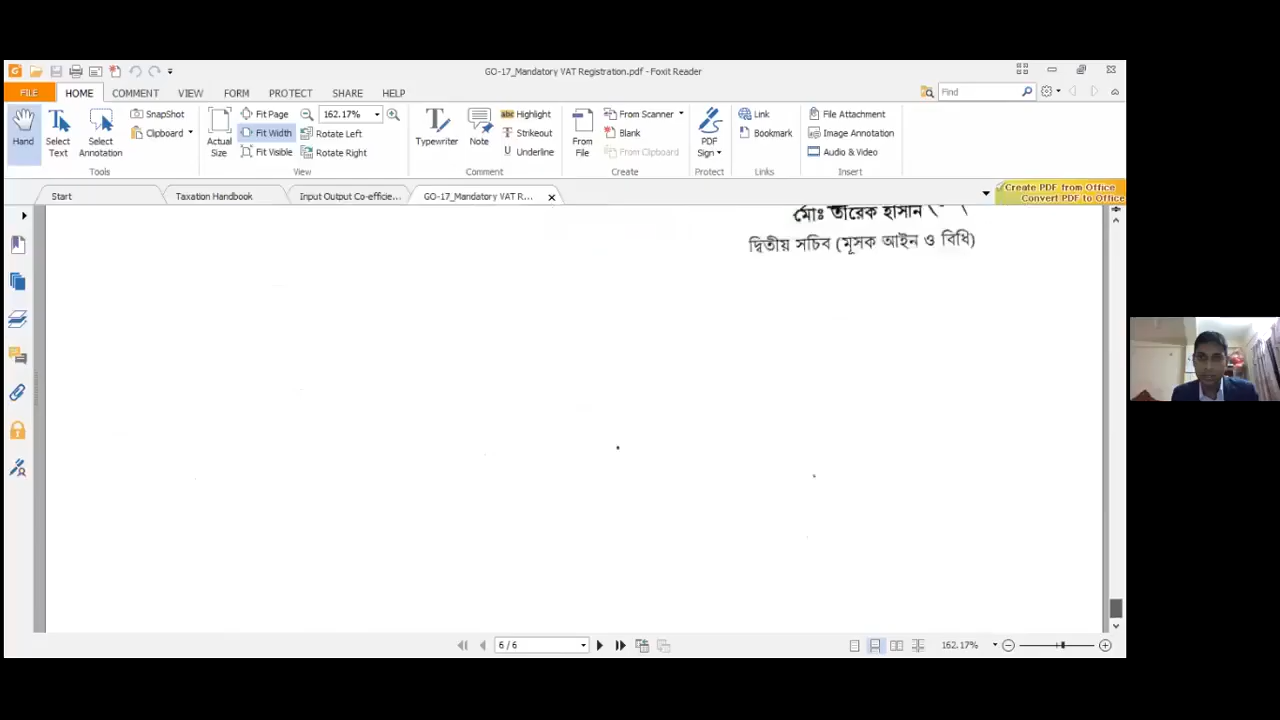 GO-17_Mandatory VAT Registration.pdf - Foxit Reader
FILE HOME COMMENT VIEW FORM PROTECT SHARE HELP
Find
Hand
Select Text
Select Annotation
SnapShot
Clipboard
Tools
Actual Size
Fit Page
Fit Width
Fit Visible
162.17%
Rotate Left
Rotate Right
View
Typewriter
Note
Highlight
Strikeout
Underline
Comment
From File
From Scanner
Blank
From Clipboard
Create
PDF Sign
Protect
Link
Bookmark
Links
File Attachment
Image Annotation
Audio & Video
Insert
Start
Taxation Handbook
Input Output Co-efficie...
GO-17_Mandatory VAT R...
Create PDF from Office
Convert PDF to Office
মোঃ তারেক হাসান
দ্বিতীয় সচিব (মূসক আইন ও বিধি)
6 / 6
162.17%